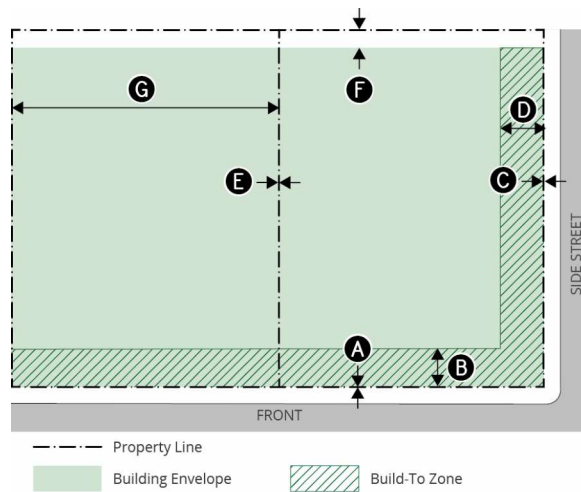 G
F
D
E
C
SIDE STREET
A
B
FRONT
Property Line
Building Envelope
Build-To Zone